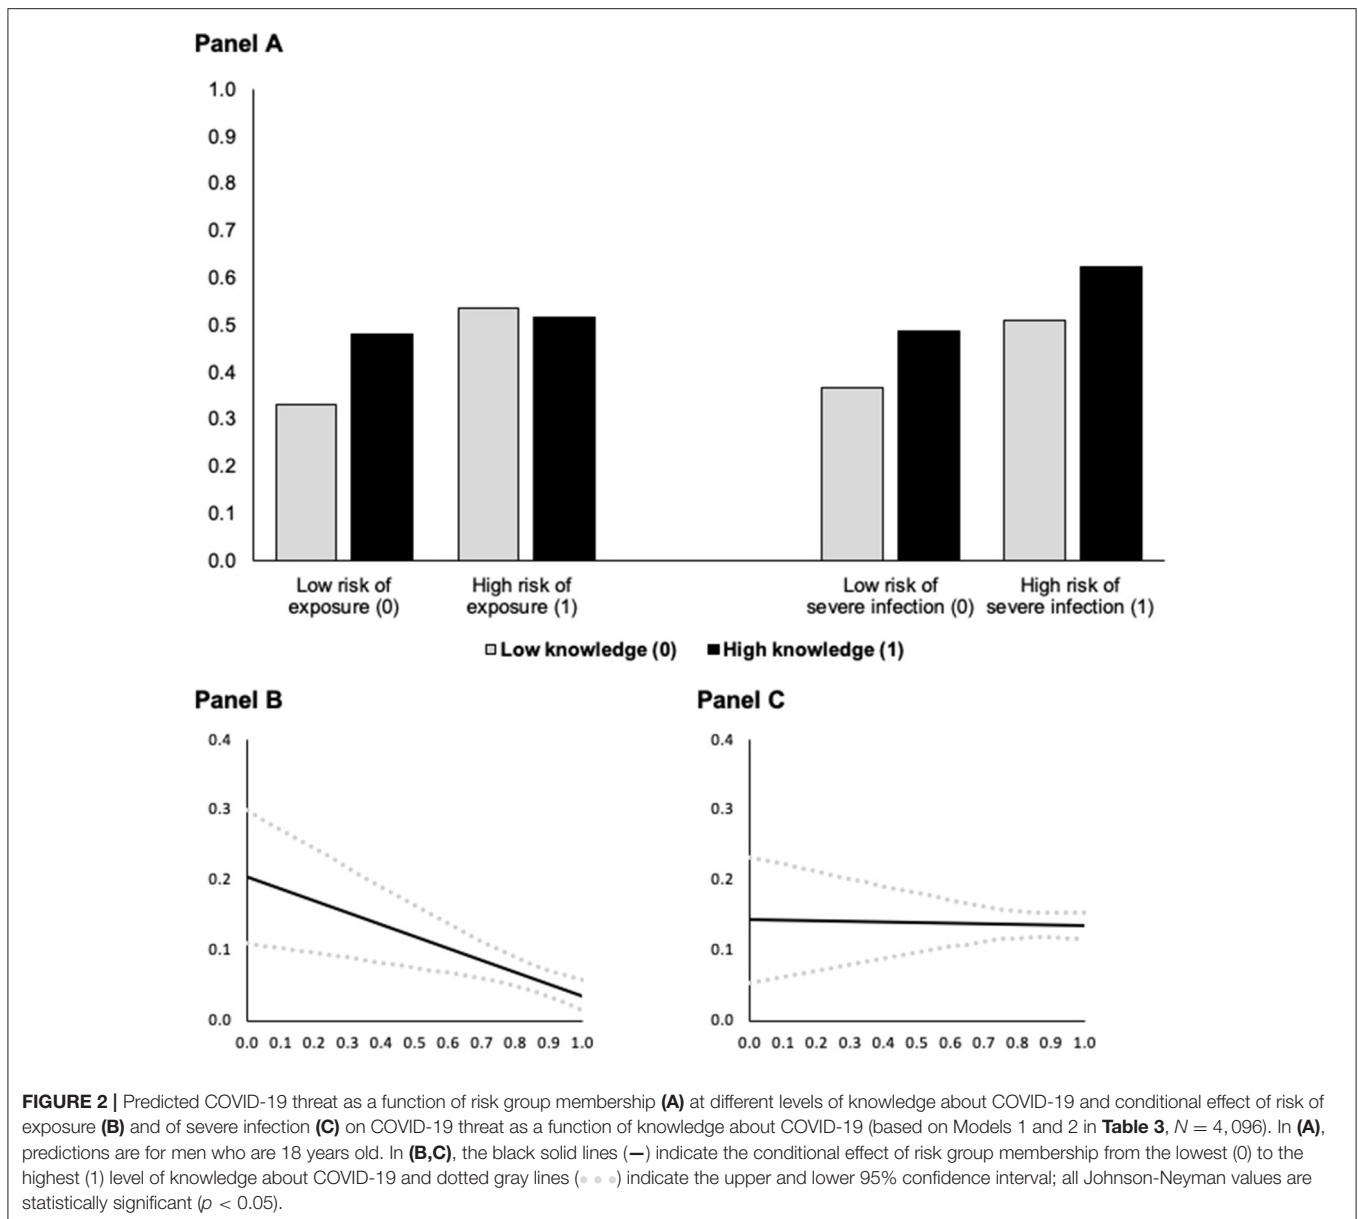 Panel A
1.0
0.9
0.8
0.7
0.6
0.5
0.4
0.3
0.2
0.1
0.0
Low risk of
exposure (0)
High risk of
exposure (1)
Low risk of
severe infection (0)
High risk of
severe infection (1)
Low knowledge (0) High knowledge (1)
Panel B
0.4
0.3
0.2
0.1
0.0
0.0 0.1 0.2 0.3 0.4 0.5 0.6 0.7 0.8 0.9 1.0
Panel C
0.4
0.3
0.2
0.1
0.0
0.0 0.1 0.2 0.3 0.4 0.5 0.6 0.7 0.8 0.9 1.0
FIGURE 2 | Predicted COVID-19 threat as a function of risk group membership (A) at different levels of knowledge about COVID-19 and conditional effect of risk of
exposure (B) and of severe infection (C) on COVID-19 threat as a function of knowledge about COVID-19 (based on Models 1 and 2 in Table 3, N = 4, 096). In (A),
predictions are for men who are 18 years old. In (B,C), the black solid lines (—) indicate the conditional effect of risk group membership from the lowest (0) to the
highest (1) level of knowledge about COVID-19 and dotted gray lines (• • •) indicate the upper and lower 95% confidence interval; all Johnson-Neyman values are
statistically significant (p < 0.05).